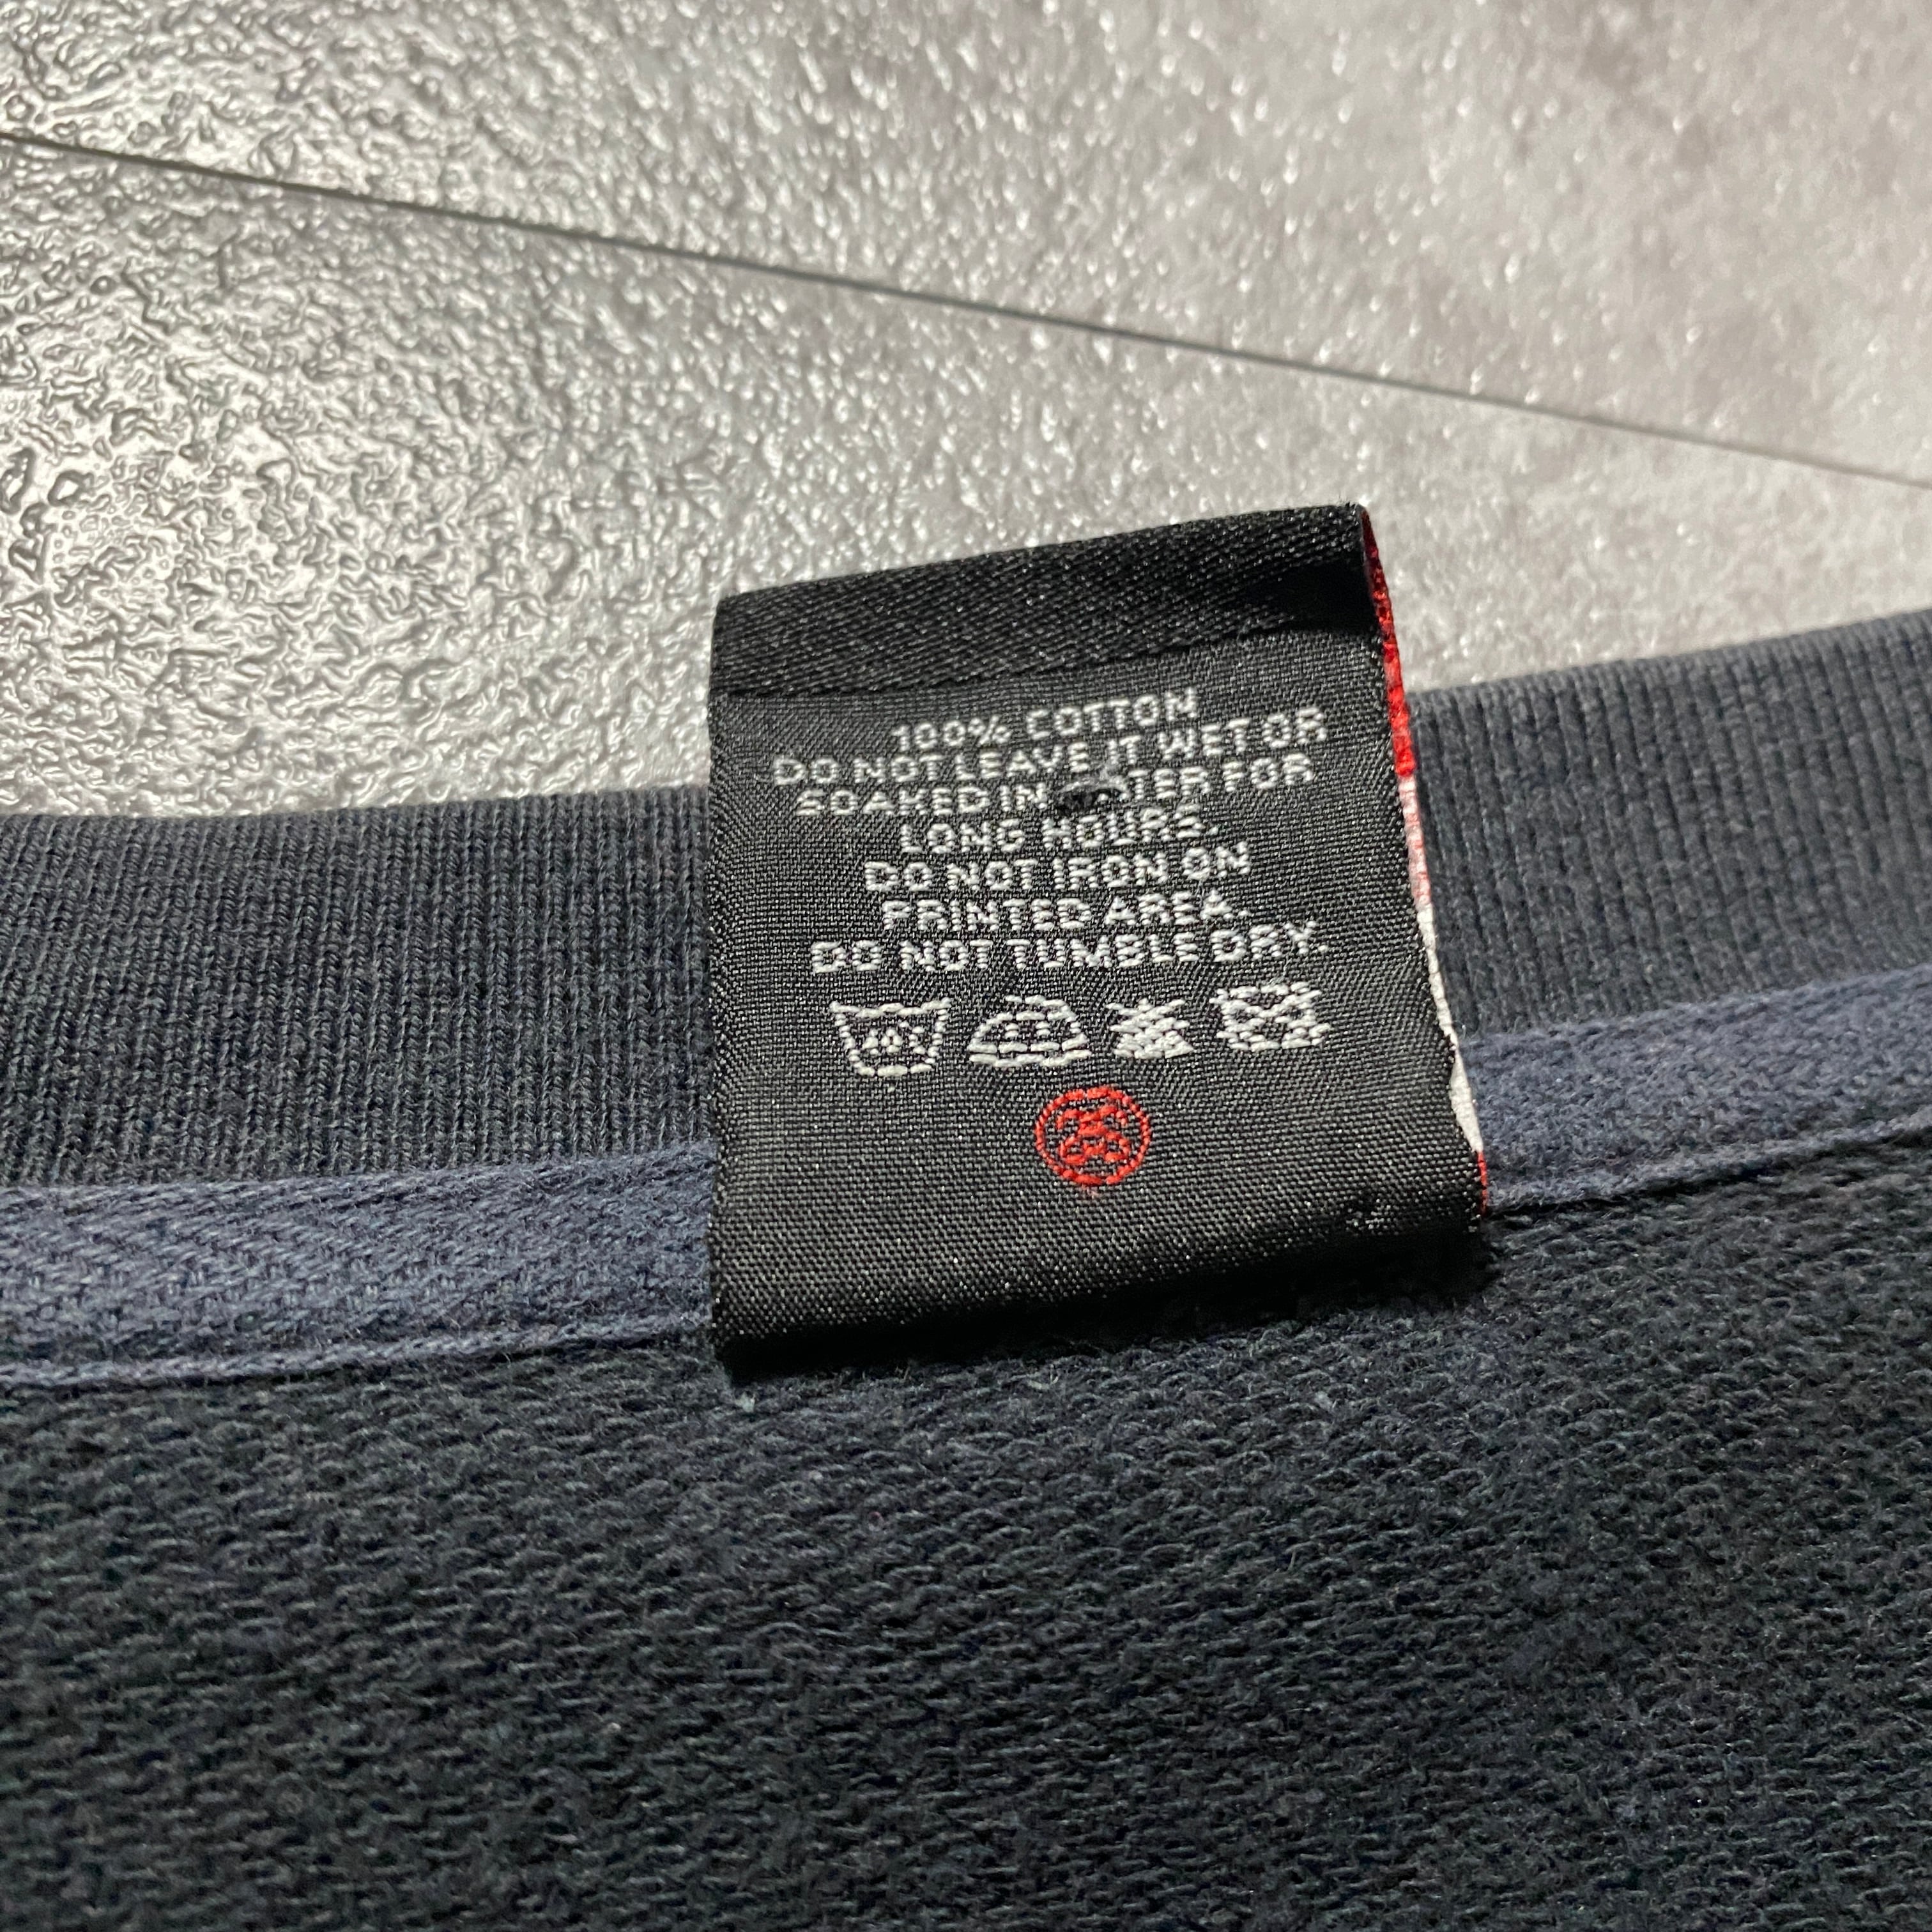 100% COTTON
DO NOT LEAVE IT WET OR
SOAKED IN WATER FOR
LONG HOURS.
DO NOT IRON ON
PRINTED AREA.
DO NOT TUMBLE DRY.
40